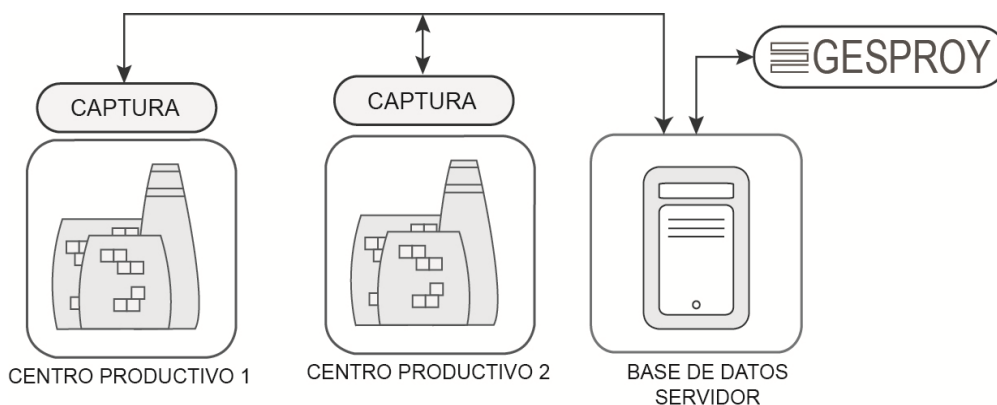 GESPROY
CAPTURA
CAPTURA
CENTRO PRODUCTIVO 1
CENTRO PRODUCTIVO 2
BASE DE DATOS
SERVIDOR